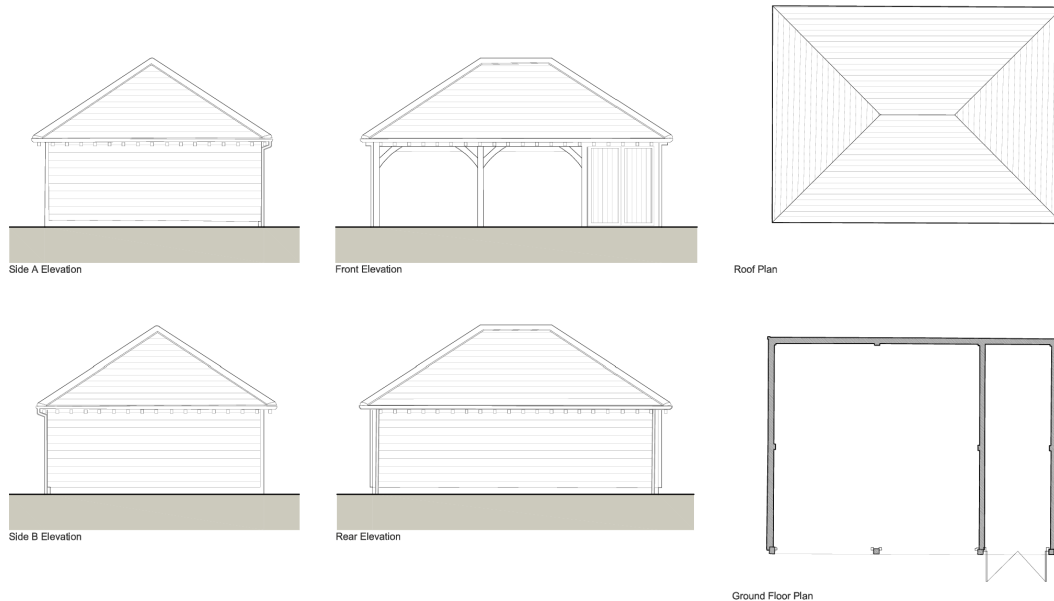 Side A Elevation
Front Elevation
Roof Plan
Side B Elevation
Rear Elevation
Ground Floor Plan